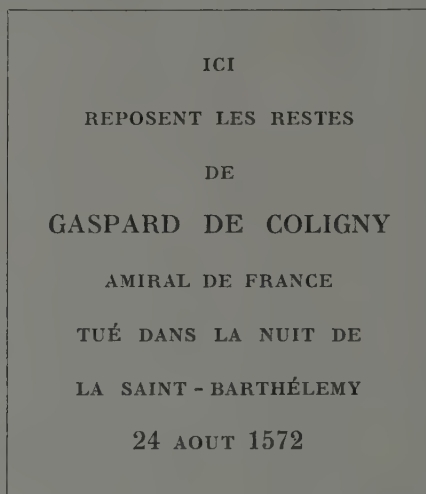 ICI
REPOSENT LES RESTES
DE
GASPARD DE COLIGNY
AMIRAL DE FRANCE
TUÉ DANS LA NUIT DE
LA SAINT-BARTHÉLEMY
24 AOUT 1572